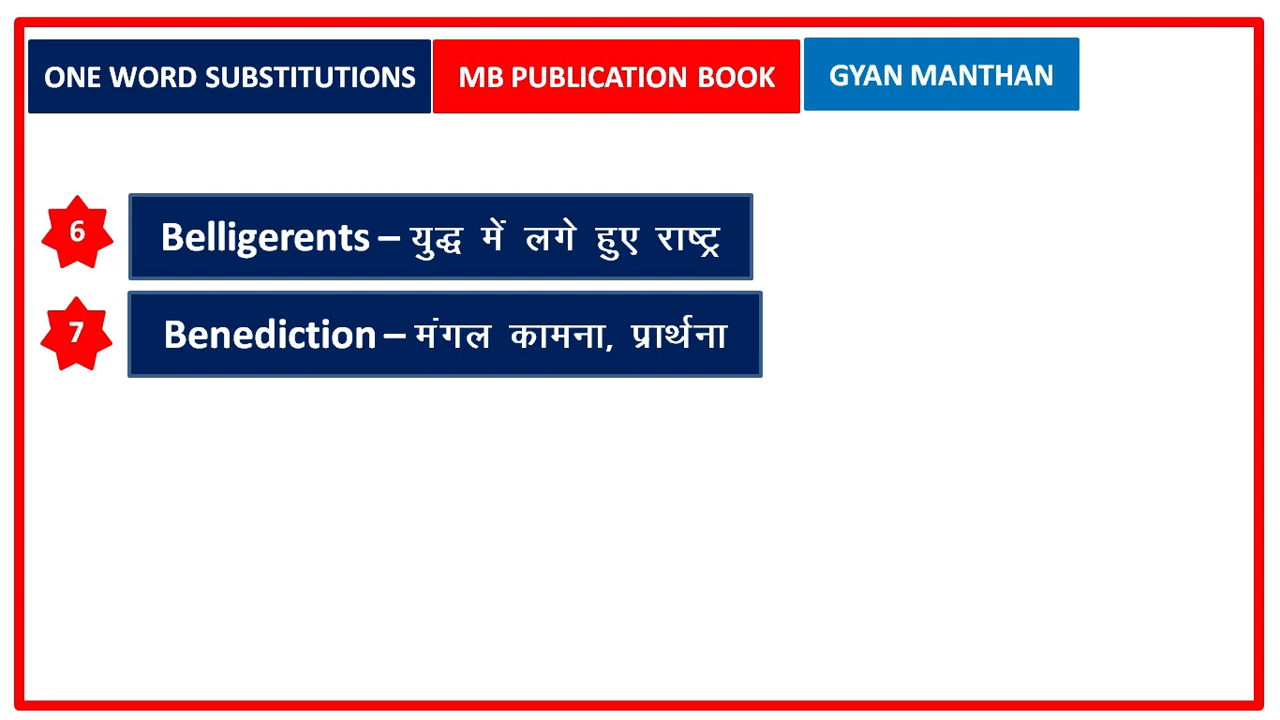 ONE WORD SUBSTITUTIONS MB PUBLICATION BOOK GYAN MANTHAN
6 Belligerents – युद्ध में लगे हुए राष्ट्र
7 Benediction – मंगल कामना, प्रार्थना